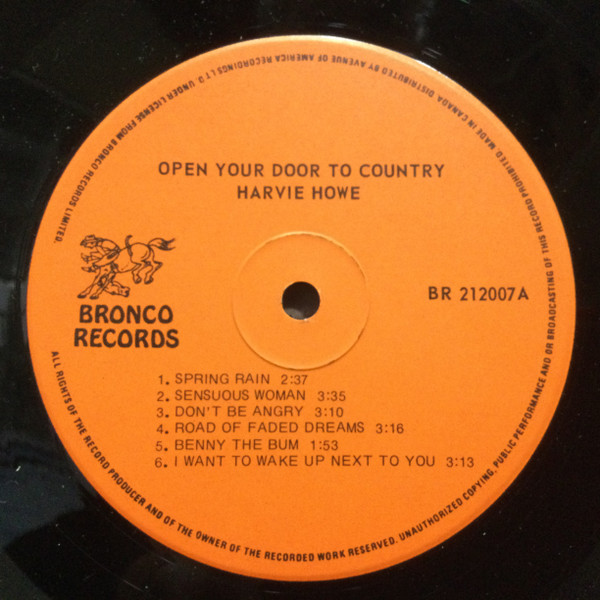 OPEN YOUR DOOR TO COUNTRY
HARVIE HOWE
BRONCO
RECORDS
BR 212007A
1. SPRING RAIN 2:37
2. SENSUOUS WOMAN 3:35
3. DON'T BE ANGRY 3:10
4. ROAD OF FADED DREAMS 3:16
5. BENNY THE BUM 1:53
6. I WANT TO WAKE UP NEXT TO YOU 3:13
ALL RIGHTS OF THE RECORD PRODUCER AND OF THE OWNER OF THE RECORDED WORK RESERVED. UNAUTHORIZED COPYING, PUBLIC PERFORMANCE AND OR BROADCASTING OF THIS RECORD PROHIBITED. MADE IN CANADA DISTRIBUTED BY AVENUE OF AMERICA RECORDINGS LTD. UNDER LICENSE FROM BRONCO RECORDS LIMITED.